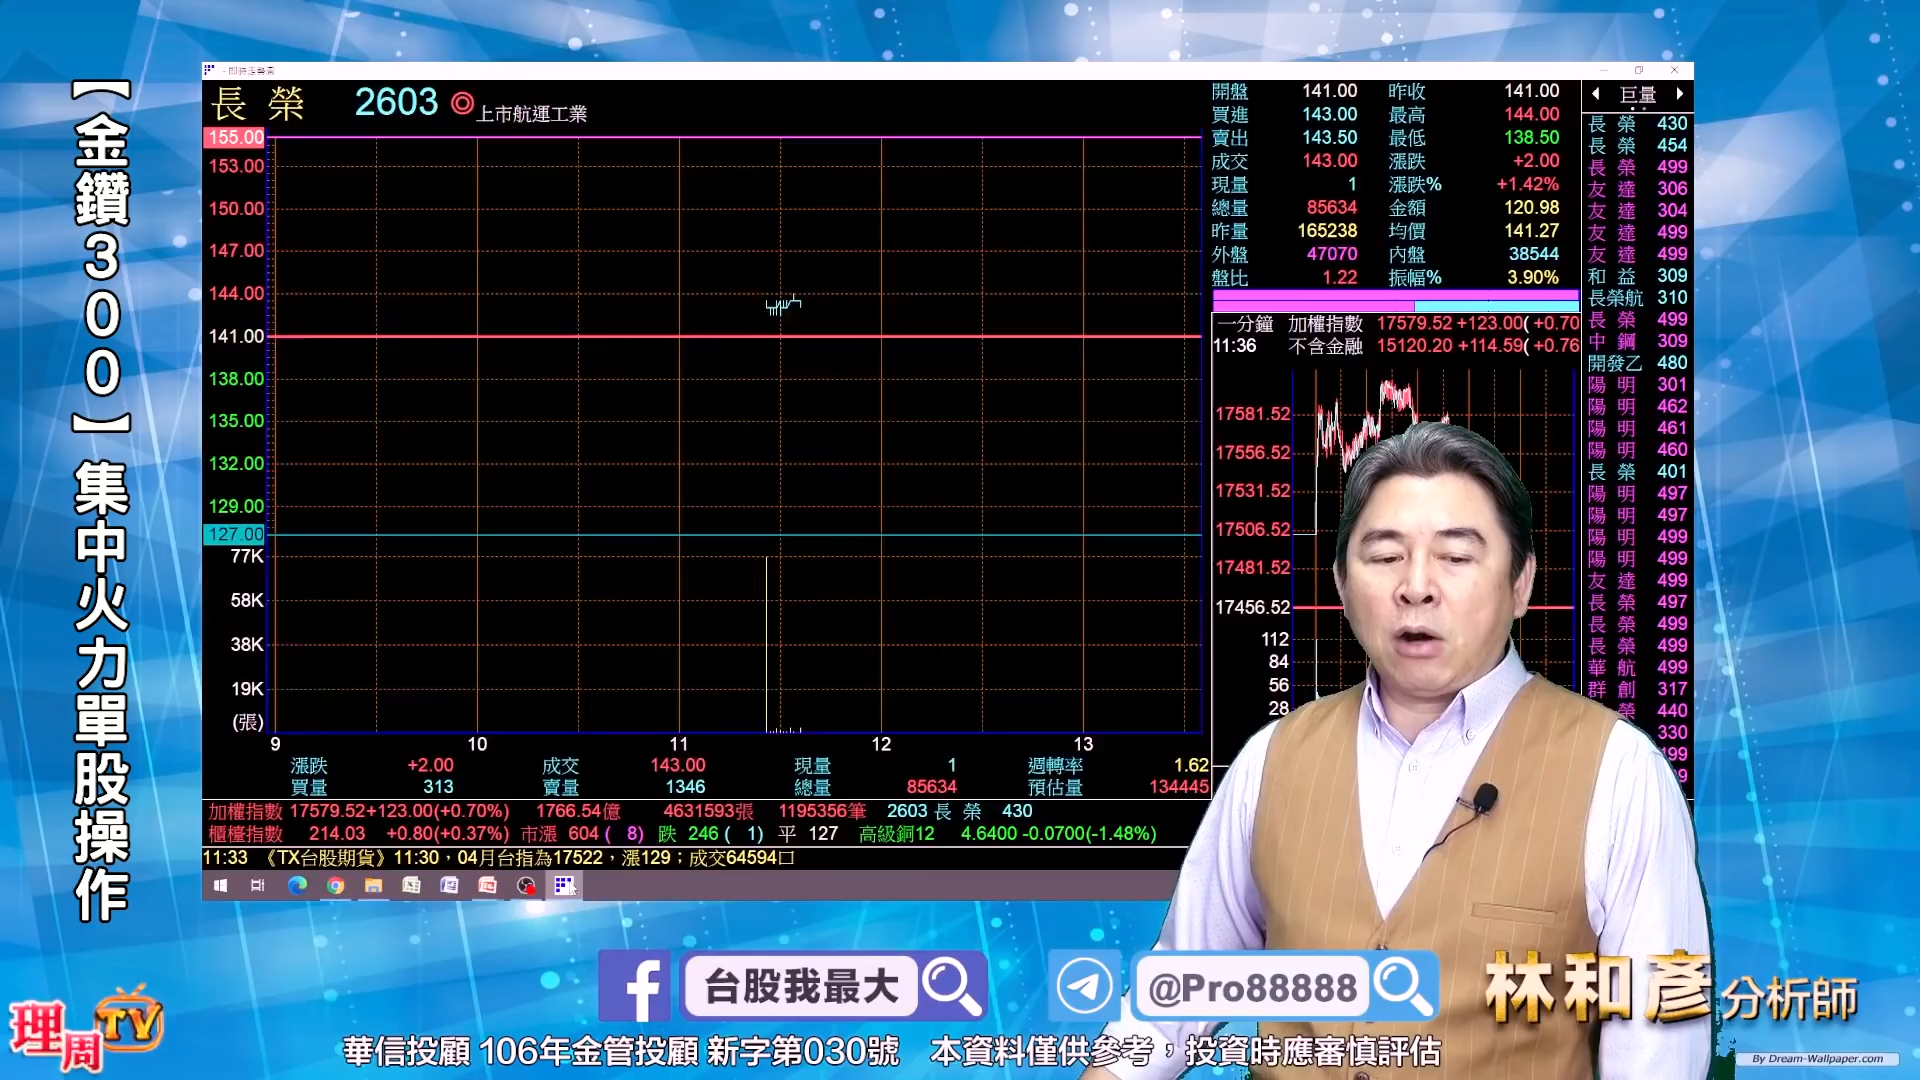 【金鑽300】集中火力單股操作
- 即時走勢圖
長榮 2603 ◎上市航運工業
155.00
153.00
150.00
147.00
144.00
141.00
138.00
135.00
132.00
129.00
127.00
77K
58K
38K
19K
(張)
9 10 11 12 13
開盤 141.00 昨收 141.00
買進 143.00 最高 144.00
賣出 143.50 最低 138.50
成交 143.00 漲跌 +2.00
現量 1 漲跌% +1.42%
總量 85634 金額 120.98
昨量 165238 均價 141.27
外盤 47070 內盤 38544
盤比 1.22 振幅% 3.90%
一分鐘 加權指數 17579.52 +123.00( +0.70
11:36 不含金融 15120.20 +114.59( +0.76
17581.52
17556.52
17531.52
17506.52
17481.52
17456.52
112
84
56
28
巨量
長榮 430
長榮 454
長榮 499
友達 306
友達 304
友達 499
友達 499
和益 309
長榮航 310
長榮 499
中鋼 309
開發乙 480
陽明 301
陽明 462
陽明 461
陽明 460
長榮 401
陽明 497
陽明 497
陽明 499
陽明 499
友達 499
長榮 497
長榮 499
長榮 499
華航 499
群創 317
榮 440
330
漲跌 +2.00 成交 143.00 現量 1 週轉率 1.62
買量 313 賣量 1346 總量 85634 預估量 134445
加權指數 17579.52+123.00(+0.70%) 1766.54億 4631593張 1195356筆 2603 長榮 430
櫃檯指數 214.03 +0.80(+0.37%) 市漲 604 ( 8) 跌 246 ( 1) 平 127 高級銅12 4.6400 -0.0700(-1.48%)
11:33 《TX台股期貨》11:30，04月台指為17522，漲129；成交64594口
台股我最大
@Pro88888
林和彥分析師
理周TV
華信投顧 106年金管投顧 新字第030號 本資料僅供參考，投資時應審慎評估
By Dream-Wallpaper.com